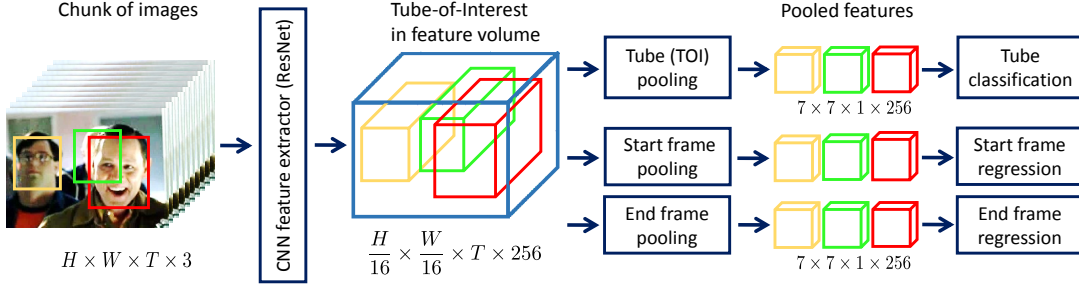 Chunk of images
H × W × T × 3
CNN feature extractor (ResNet)
Tube-of-Interest
in feature volume
H/16 × W/16 × T × 256
Tube (TOI)
pooling
Start frame
pooling
End frame
pooling
Pooled features
7 × 7 × 1 × 256
7 × 7 × 1 × 256
Tube
classification
Start frame
regression
End frame
regression